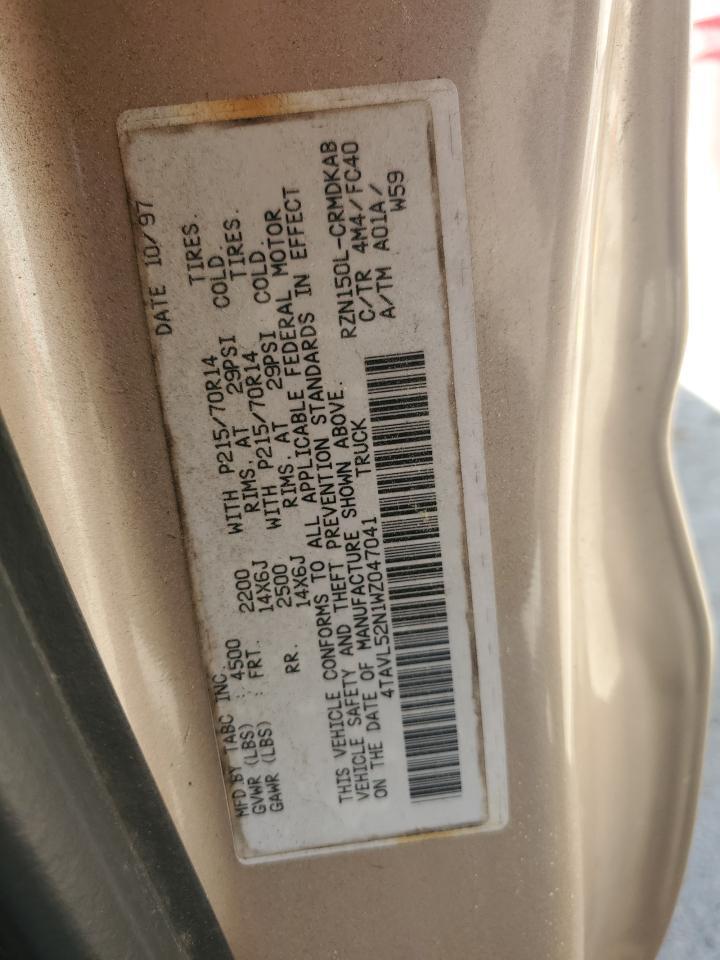 MFD BY TABC INC. DATE 10/97
GVWR (LBS) : 4500
GAWR (LBS) : FRT. 2200 WITH P215/70R14 TIRES.
14X6J RIMS. AT 29PSI COLD.
RR. 2500 WITH P215/70R14 TIRES.
14X6J RIMS. AT 29PSI COLD.
THIS VEHICLE CONFORMS TO ALL APPLICABLE FEDERAL MOTOR
VEHICLE SAFETY AND THEFT PREVENTION STANDARDS IN EFFECT
ON THE DATE OF MANUFACTURE SHOWN ABOVE.
4TAVL52N1WZ047041 TRUCK
RZN150L-CRMDKAB
C/TR 4M4/FC40
A/TM A01A/
W59